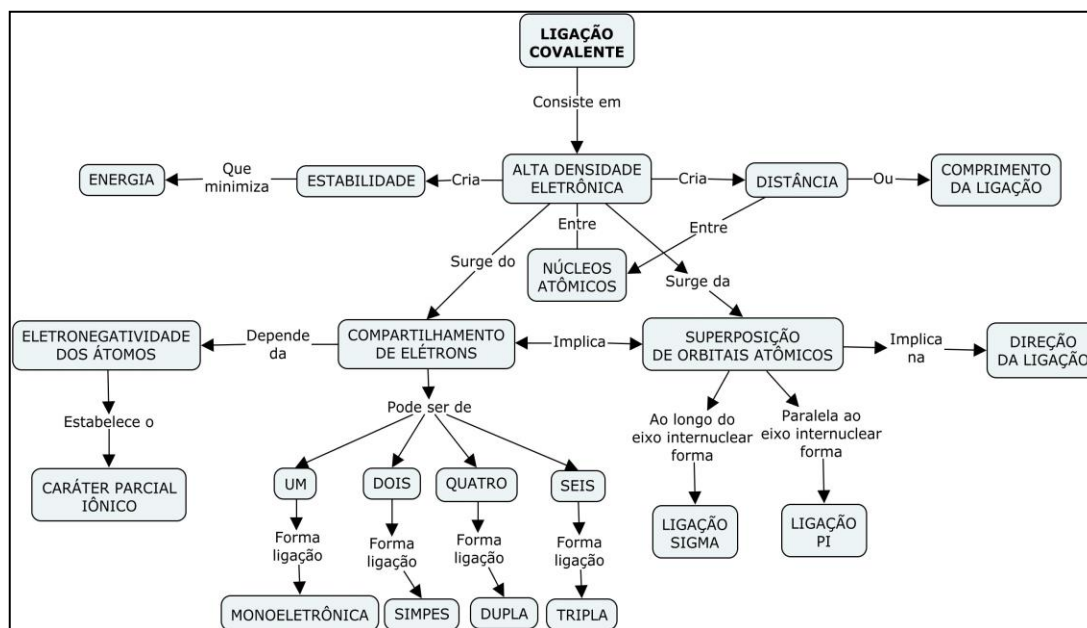 LIGAÇÃO
COVALENTE
Consiste em
ENERGIA
Que
minimiza
ESTABILIDADE
Cria
ALTA DENSIDADE
ELETRÔNICA
Cria
DISTÂNCIA
Ou
COMPRIMENTO
DA LIGAÇÃO
Entre
Entre
NÚCLEOS
ATÔMICOS
Surge do
Surge da
ELETRONEGATIVIDADE
DOS ÁTOMOS
Depende
da
COMPARTILHAMENTO
DE ELÉTRONS
Implica
SUPERPOSIÇÃO
DE ORBITAIS ATÔMICOS
Implica
na
DIREÇÃO
DA LIGAÇÃO
Estabelece o
Pode ser de
Ao longo do
eixo internuclear
forma
Paralela ao
eixo internuclear
forma
CARÁTER PARCIAL
IÔNICO
UM
DOIS
QUATRO
SEIS
LIGAÇÃO
SIGMA
LIGAÇÃO
PI
Forma
ligação
Forma
ligação
Forma
ligação
Forma
ligação
MONOELETRÔNICA
SIMPES
DUPLA
TRIPLA